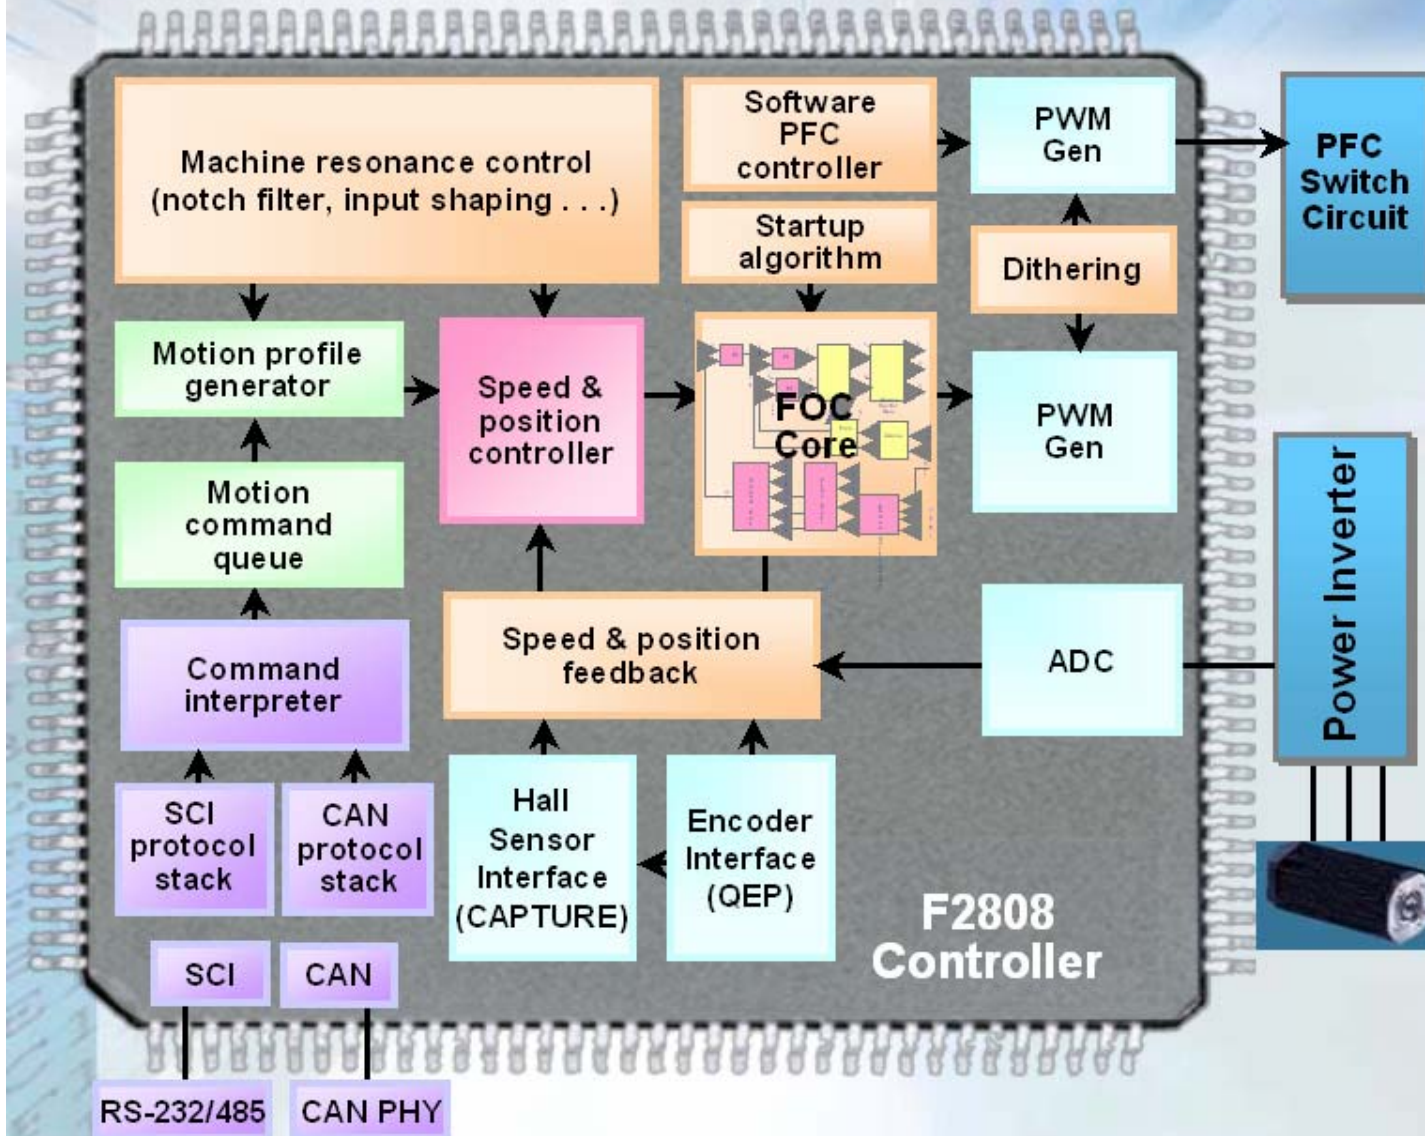 Machine resonance control
(notch filter, input shaping . . .)
Software
PFC
controller
PWM
Gen
PFC
Switch
Circuit
Startup
algorithm
Dithering
Motion profile
generator
Speed &
position
controller
FOC
Core
PWM
Gen
Motion
command
queue
Power Inverter
Command
interpreter
Speed & position
feedback
ADC
SCI
protocol
stack
CAN
protocol
stack
Hall
Sensor
Interface
(CAPTURE)
Encoder
Interface
(QEP)
F2808
Controller
SCI
CAN
RS-232/485
CAN PHY